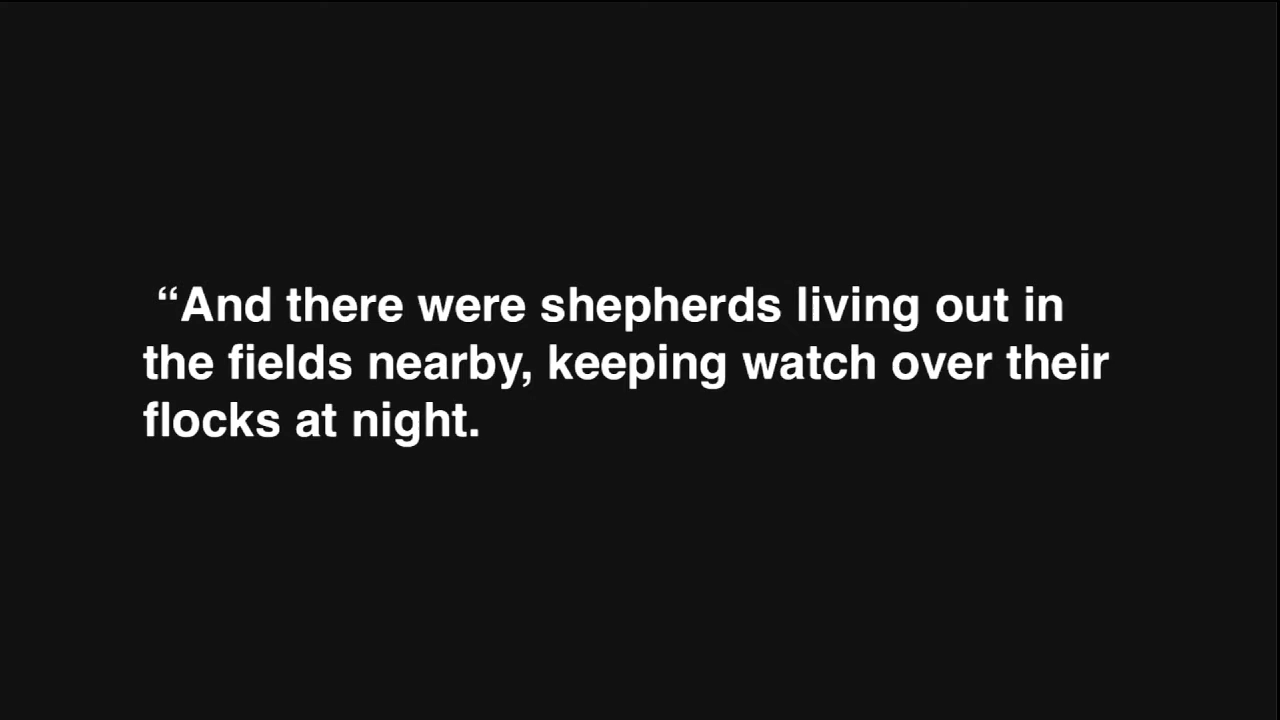 “And there were shepherds living out in
the fields nearby, keeping watch over their
flocks at night.